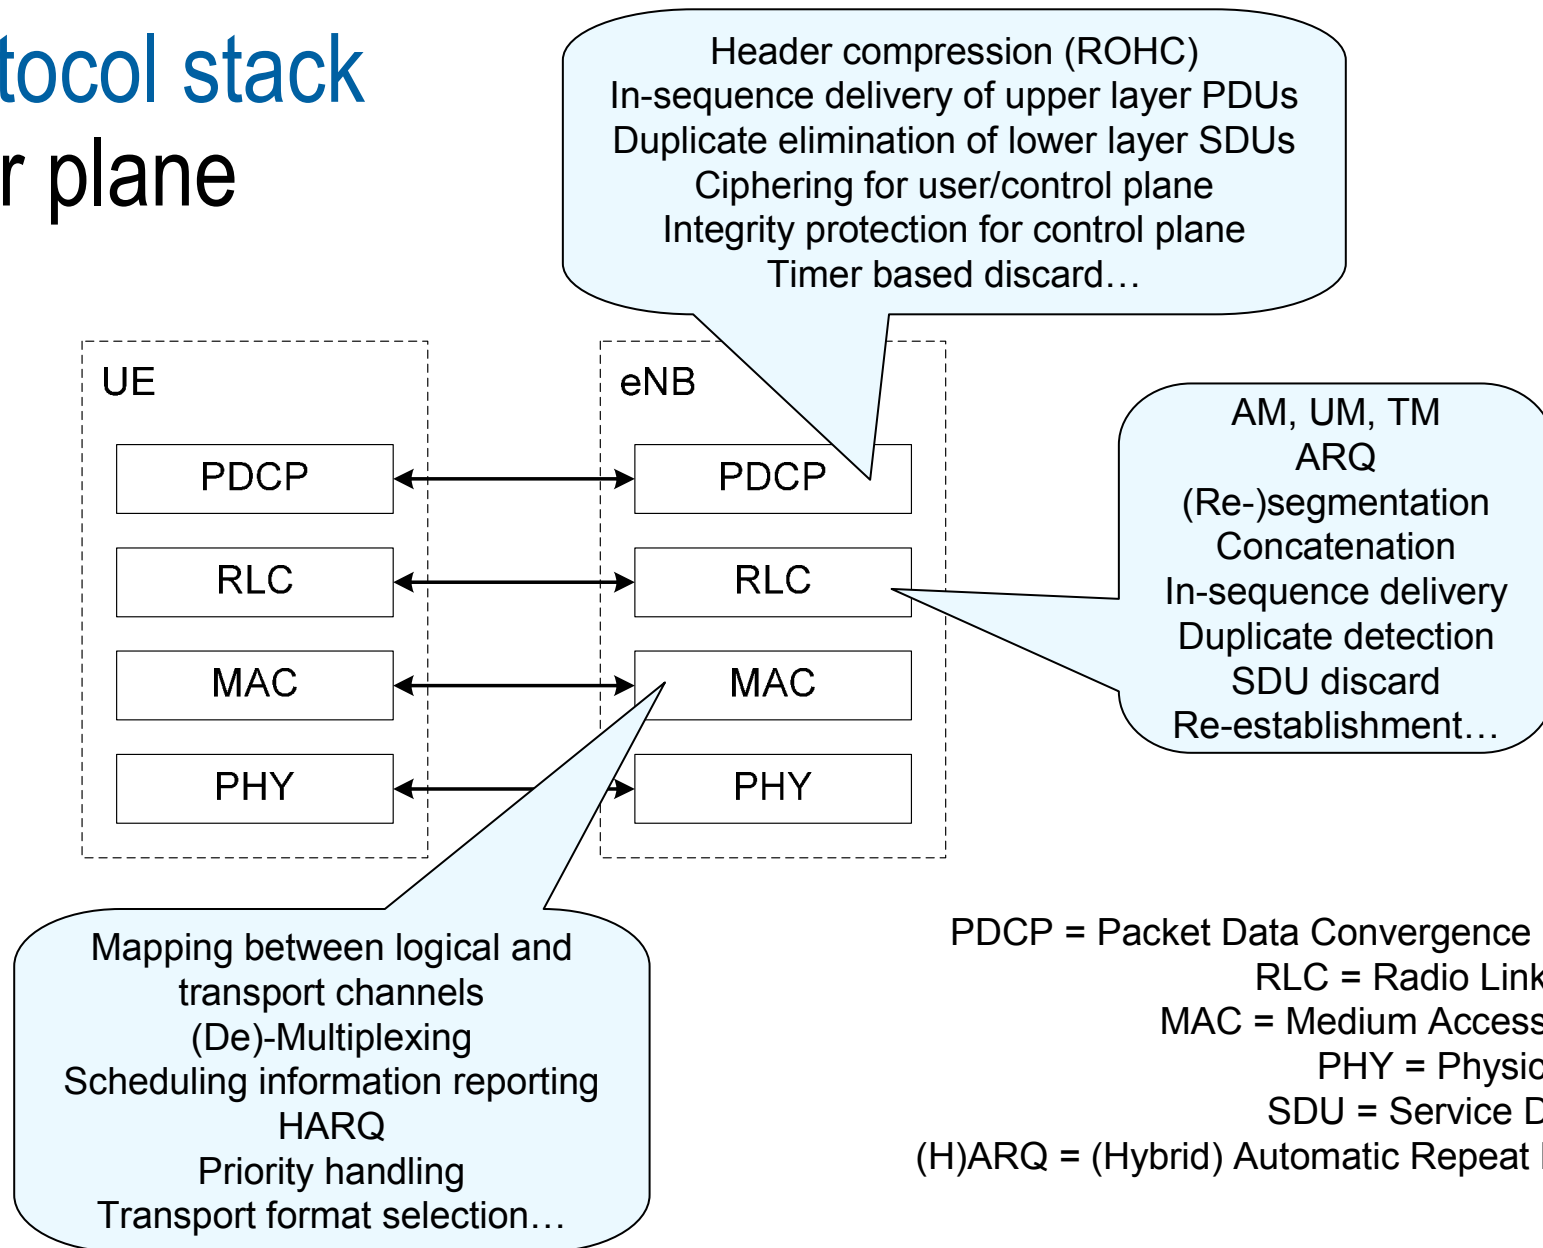 tocol stack
r plane
Header compression (ROHC)
In-sequence delivery of upper layer PDUs
Duplicate elimination of lower layer SDUs
Ciphering for user/control plane
Integrity protection for control plane
Timer based discard…
UE
eNB
PDCP
PDCP
RLC
RLC
MAC
MAC
PHY
PHY
AM, UM, TM
ARQ
(Re-)segmentation
Concatenation
In-sequence delivery
Duplicate detection
SDU discard
Re-establishment…
Mapping between logical and
transport channels
(De)-Multiplexing
Scheduling information reporting
HARQ
Priority handling
Transport format selection…
PDCP = Packet Data Convergence
RLC = Radio Link
MAC = Medium Access
PHY = Physic
SDU = Service D
(H)ARQ = (Hybrid) Automatic Repeat